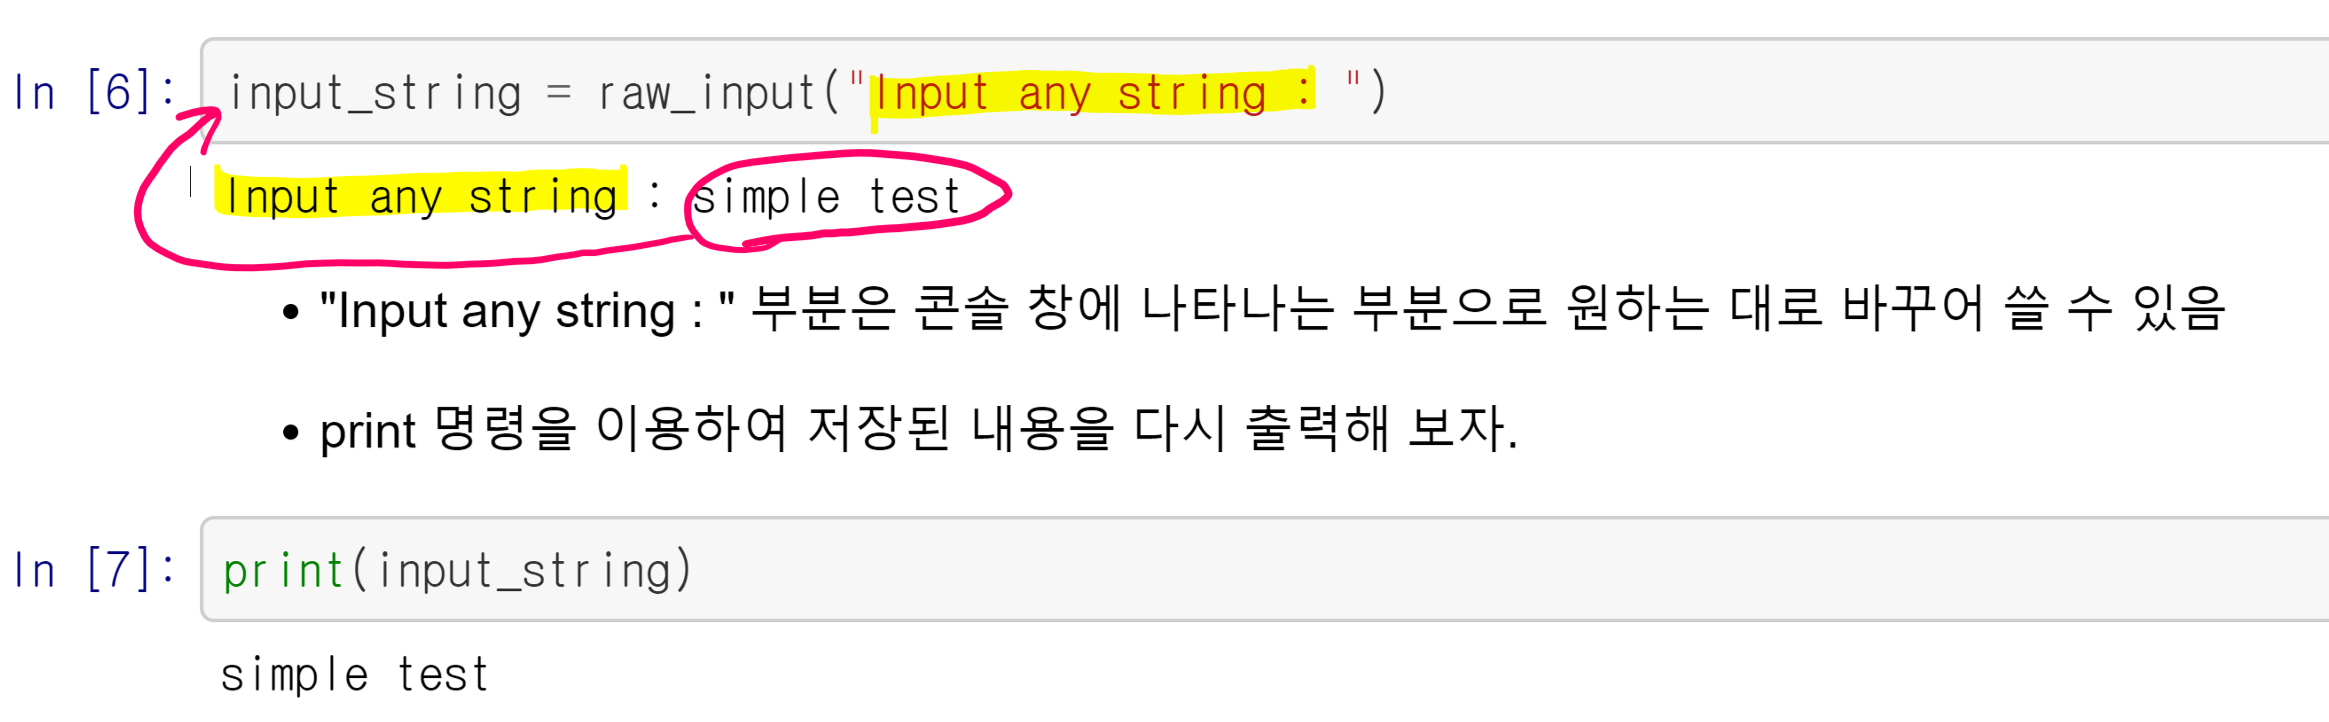 In [6]: input_string = raw_input("Input any string : ")
Input any string : simple test
• "Input any string : " 부분은 콘솔 창에 나타나는 부분으로 원하는 대로 바꾸어 쓸 수 있음
• print 명령을 이용하여 저장된 내용을 다시 출력해 보자.
In [7]: print(input_string)
simple test